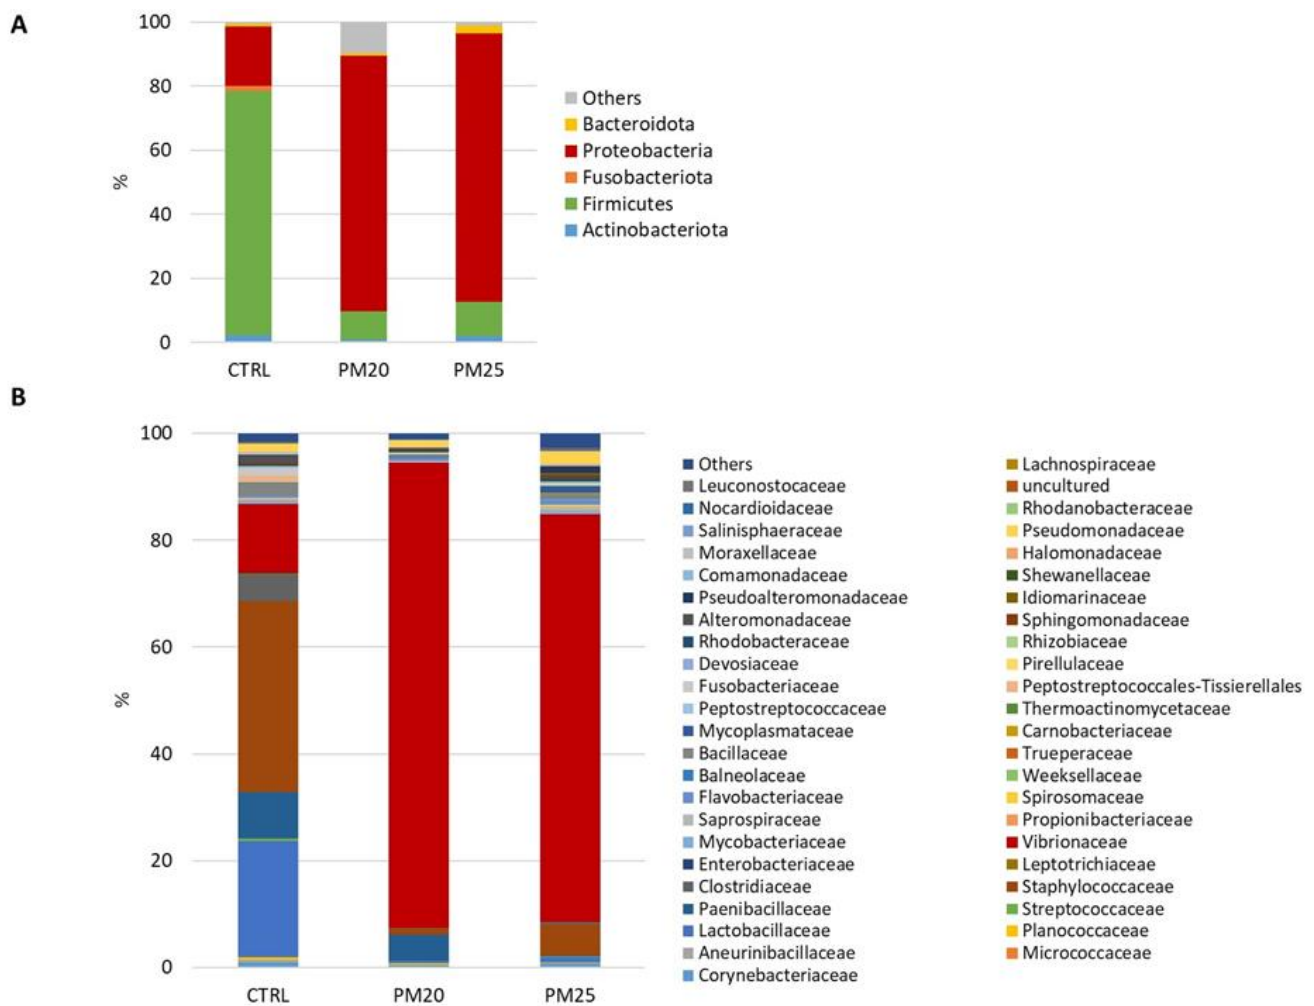 A
100
80
60
40
20
0
%
CTRL
PM20
PM25
Others
Bacteroidota
Proteobacteria
Fusobacteriota
Firmicutes
Actinobacteriota
B
100
80
60
40
20
0
%
CTRL
PM20
PM25
Others
Leuconostocaceae
Nocardioidaceae
Salinisphaeraceae
Moraxellaceae
Comamonadaceae
Pseudoalteromonadaceae
Alteromonadaceae
Rhodobacteraceae
Devosiaceae
Fusobacteriaceae
Peptostreptococcaceae
Mycoplasmataceae
Bacillaceae
Balneolaceae
Flavobacteriaceae
Saprospiraceae
Mycobacteriaceae
Enterobacteriaceae
Clostridiaceae
Paenibacillaceae
Lactobacillaceae
Aneurinibacillaceae
Corynebacteriaceae
Lachnospiraceae
uncultured
Rhodanobacteraceae
Pseudomonadaceae
Halomonadaceae
Shewanellaceae
Idiomarinaceae
Sphingomonadaceae
Rhizobiaceae
Pirellulaceae
Peptostreptococcales-Tissierellales
Thermoactinomycetaceae
Carnobacteriaceae
Trueperaceae
Weeksellaceae
Spirosomaceae
Propionibacteriaceae
Vibrionaceae
Leptotrichiaceae
Staphylococcaceae
Streptococcaceae
Planococcaceae
Micrococcaceae